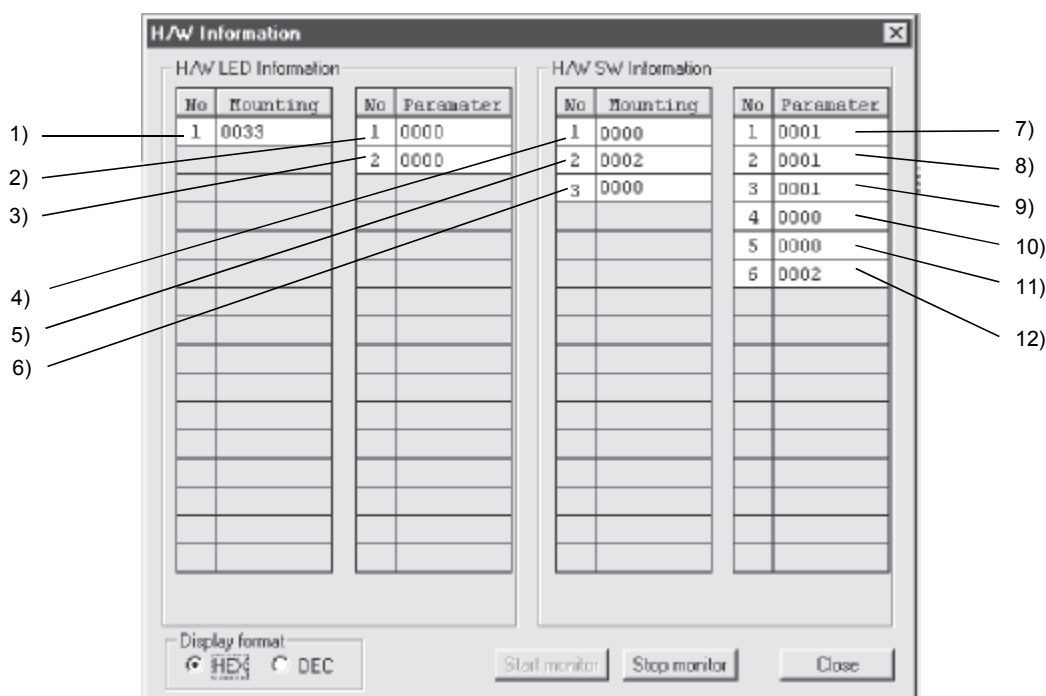 H/W Information
H/W LED Information
H/W SW Information
No Mounting No Paramater No Mounting No Paramater
1) 1 0033 1 0000 1 0000 1 0001 7)
2) 2 0000 2 0002 2 0001 8)
3) 3 0000 3 0001 9)
4 0000 10)
4) 5 0000 11)
5) 6 0002 12)
6)
Display format
HEX DEC Start monitor Stop monitor Close